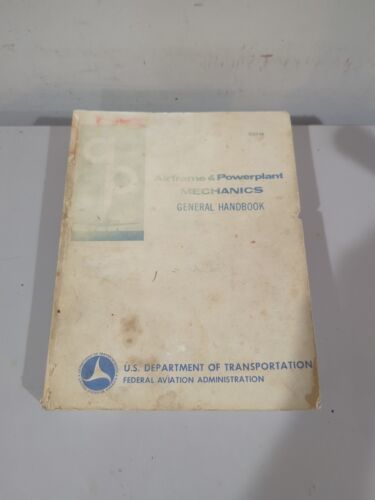 Airframe & Powerplant
MECHANICS
GENERAL HANDBOOK
U.S. DEPARTMENT OF TRANSPORTATION
FEDERAL AVIATION ADMINISTRATION